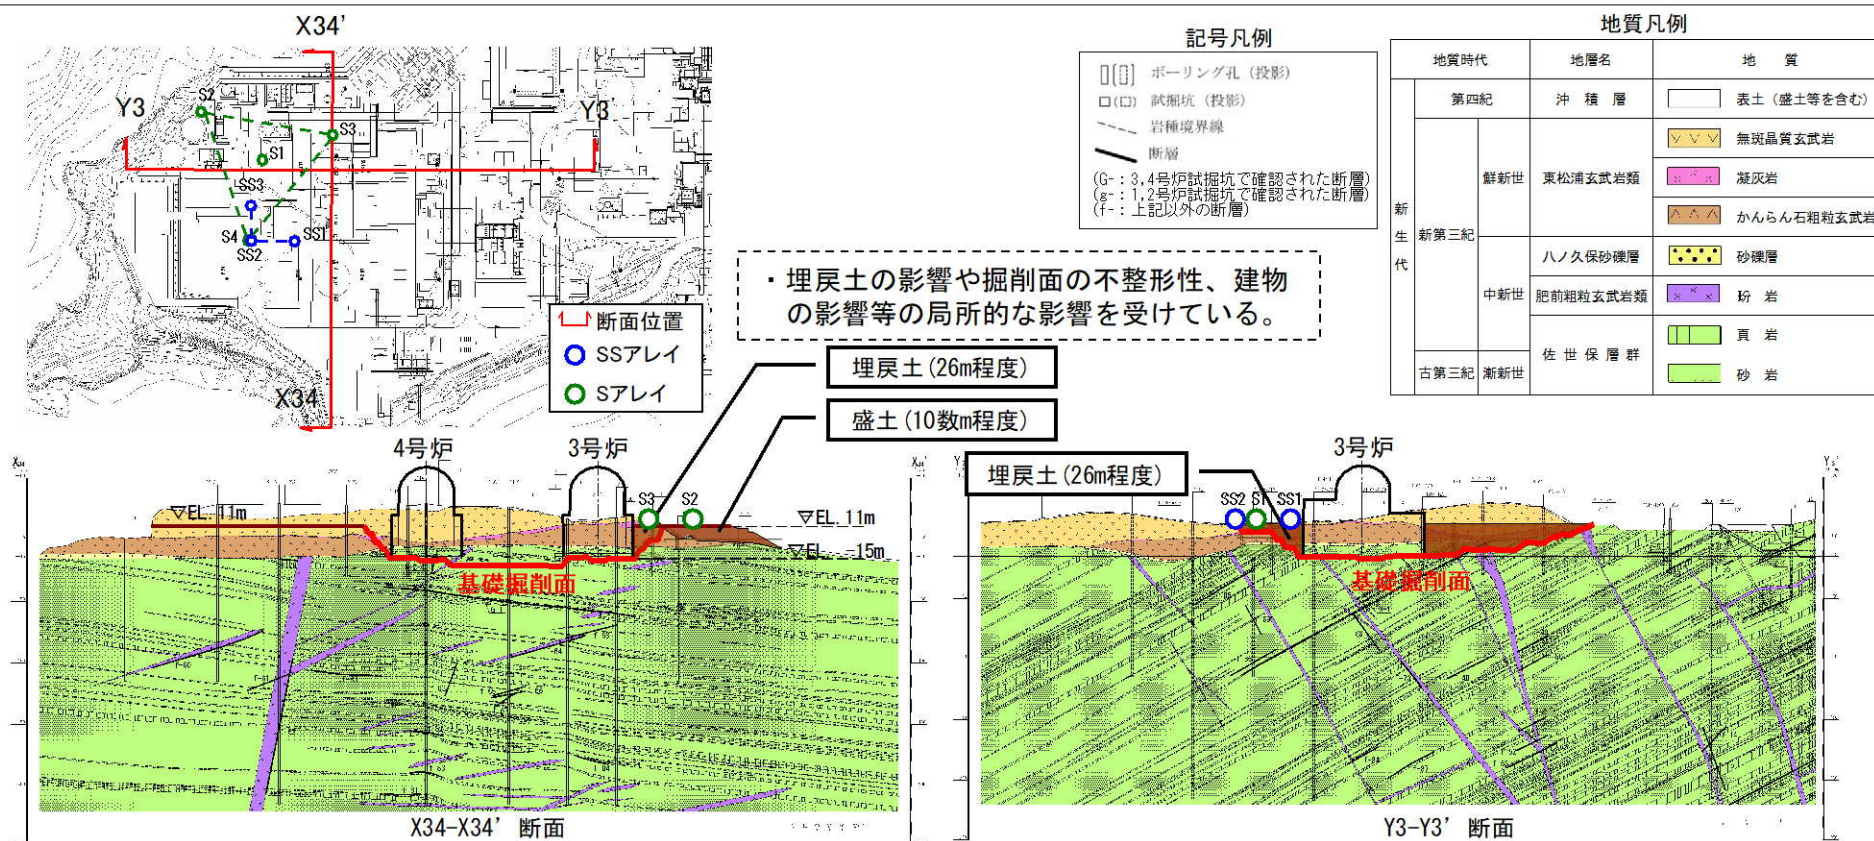 X34'
Y3
Y3'
S2
S3
S1
SS3
S4
SS2
SS1
X34
断面位置
SSアレイ
Sアレイ
記号凡例
ボーリング孔（投影）
試掘坑（投影）
岩種境界線
断層
(G-：3,4号炉試掘坑で確認された断層)
(g-：1,2号炉試掘坑で確認された断層)
(f-：上記以外の断層)
地質凡例
地質時代 地層名 地 質
第四紀 沖 積 層 表土（盛土等を含む）
新生代
新第三紀
鮮新世 東松浦玄武岩類
無斑晶質玄武岩
凝灰岩
かんらん石粗粒玄武岩
中新世
八ノ久保砂礫層 砂礫層
肥前粗粒玄武岩類 玢 岩
佐 世 保 層 群
頁 岩
古第三紀 漸新世
砂 岩
・埋戻土の影響や掘削面の不整形性、建物
の影響等の局所的な影響を受けている。
埋戻土(26m程度)
盛土(10数m程度)
4号炉
3号炉
S3
S2
▽EL. 11m
▽EL. 11m
▽EL. -15m
基礎掘削面
X34-X34' 断面
埋戻土(26m程度)
3号炉
SS2
S1
SS1
基礎掘削面
Y3-Y3' 断面